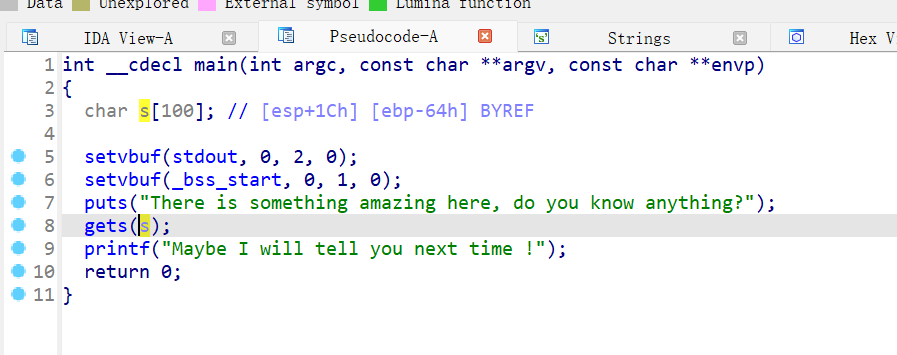 Data Unexplored External symbol Lumina function
IDA View-A Pseudocode-A Strings Hex V
1 int __cdecl main(int argc, const char **argv, const char **envp)
2 {
3 char s[100]; // [esp+1Ch] [ebp-64h] BYREF
4
5 setvbuf(stdout, 0, 2, 0);
6 setvbuf(_bss_start, 0, 1, 0);
7 puts("There is something amazing here, do you know anything?");
8 gets(s);
9 printf("Maybe I will tell you next time !");
10 return 0;
11 }